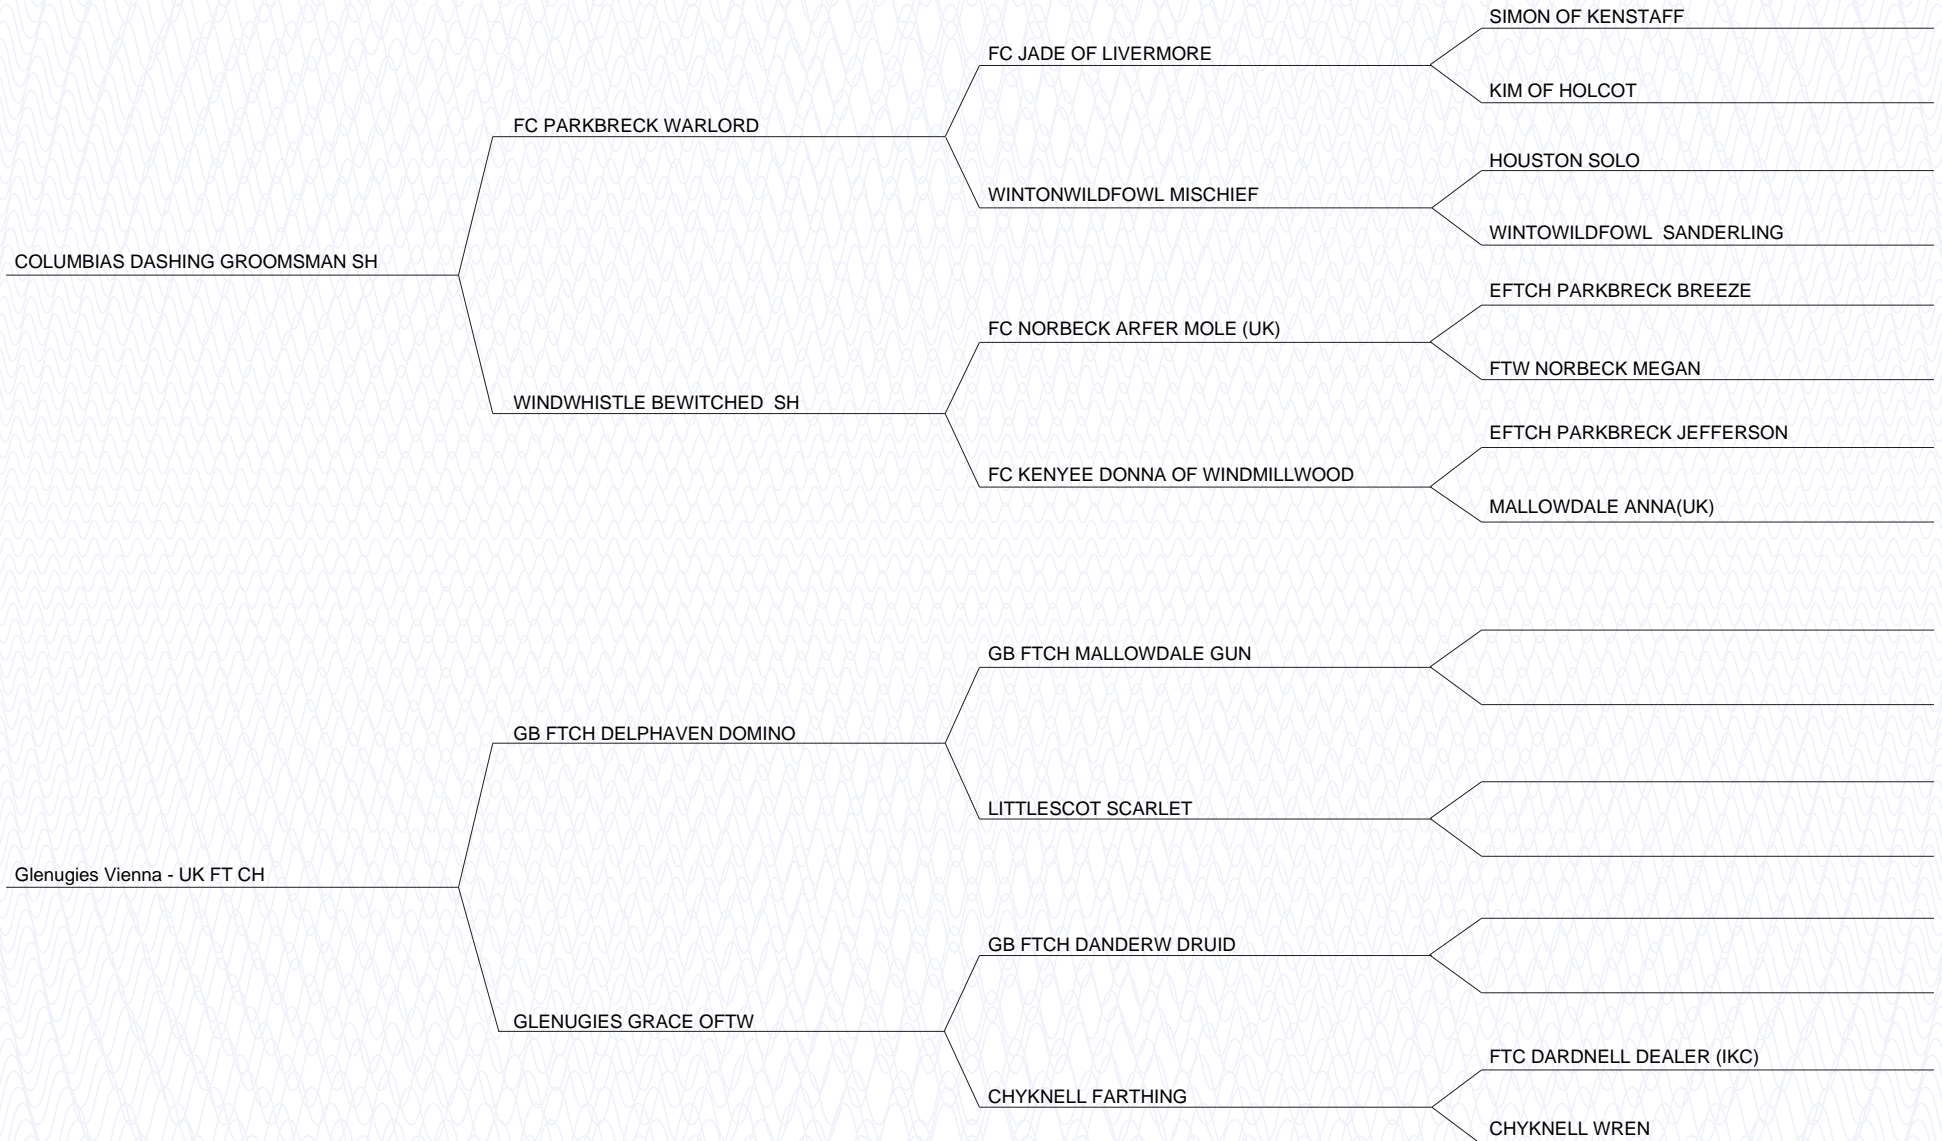 SIMON OF KENSTAFF
FC JADE OF LIVERMORE
KIM OF HOLCOT
FC PARKBRECK WARLORD
HOUSTON SOLO
WINTONWILDFOWL MISCHIEF
WINTOWILDFOWL  SANDERLING
COLUMBIAS DASHING GROOMSMAN SH
EFTCH PARKBRECK BREEZE
FC NORBECK ARFER MOLE (UK)
FTW NORBECK MEGAN
WINDWHISTLE BEWITCHED  SH
EFTCH PARKBRECK JEFFERSON
FC KENYEE DONNA OF WINDMILLWOOD
MALLOWDALE ANNA(UK)
GB FTCH MALLOWDALE GUN
GB FTCH DELPHAVEN DOMINO
LITTLESCOT SCARLET
Glenugies Vienna - UK FT CH
GB FTCH DANDERW DRUID
GLENUGIES GRACE OFTW
FTC DARDNELL DEALER (IKC)
CHYKNELL FARTHING
CHYKNELL WREN